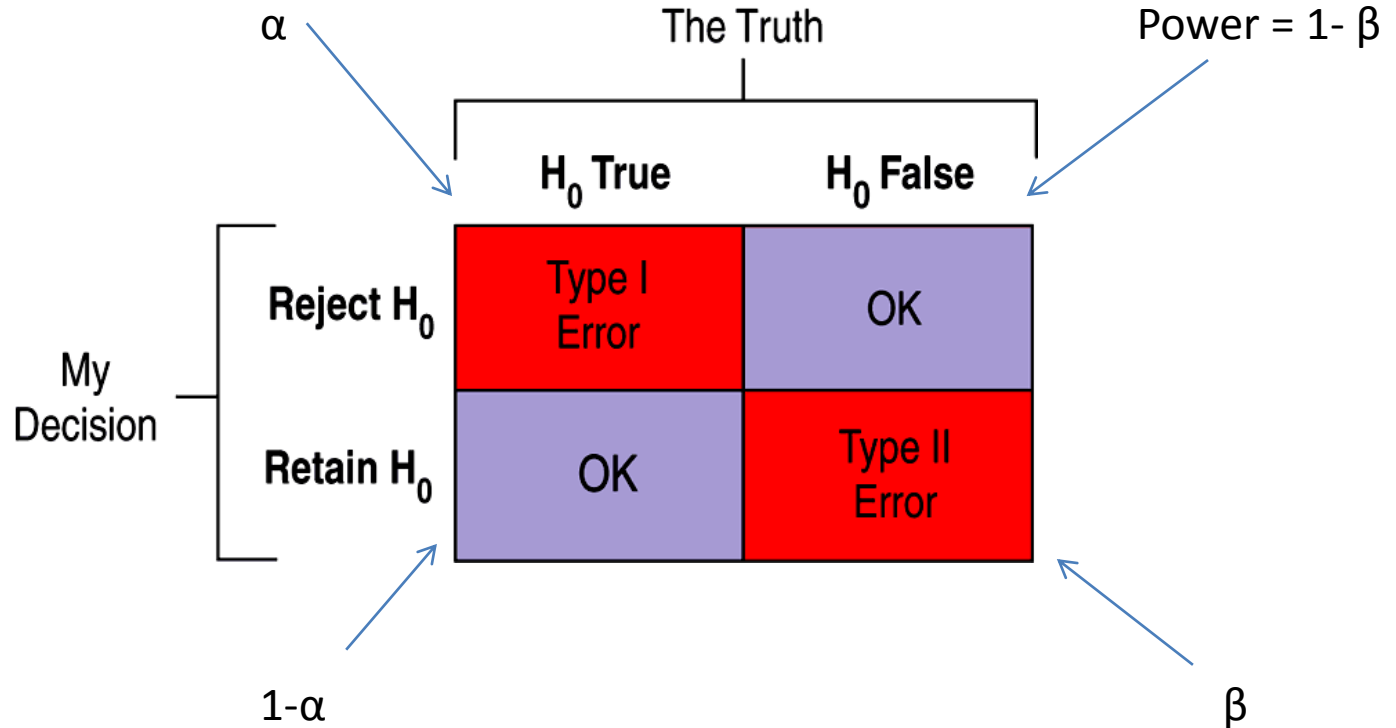 α
The Truth
Power = 1- β
H₀ True
H₀ False
Type I
Error
OK
Reject H₀
My
Decision
Retain H₀
OK
Type II
Error
1-α
β